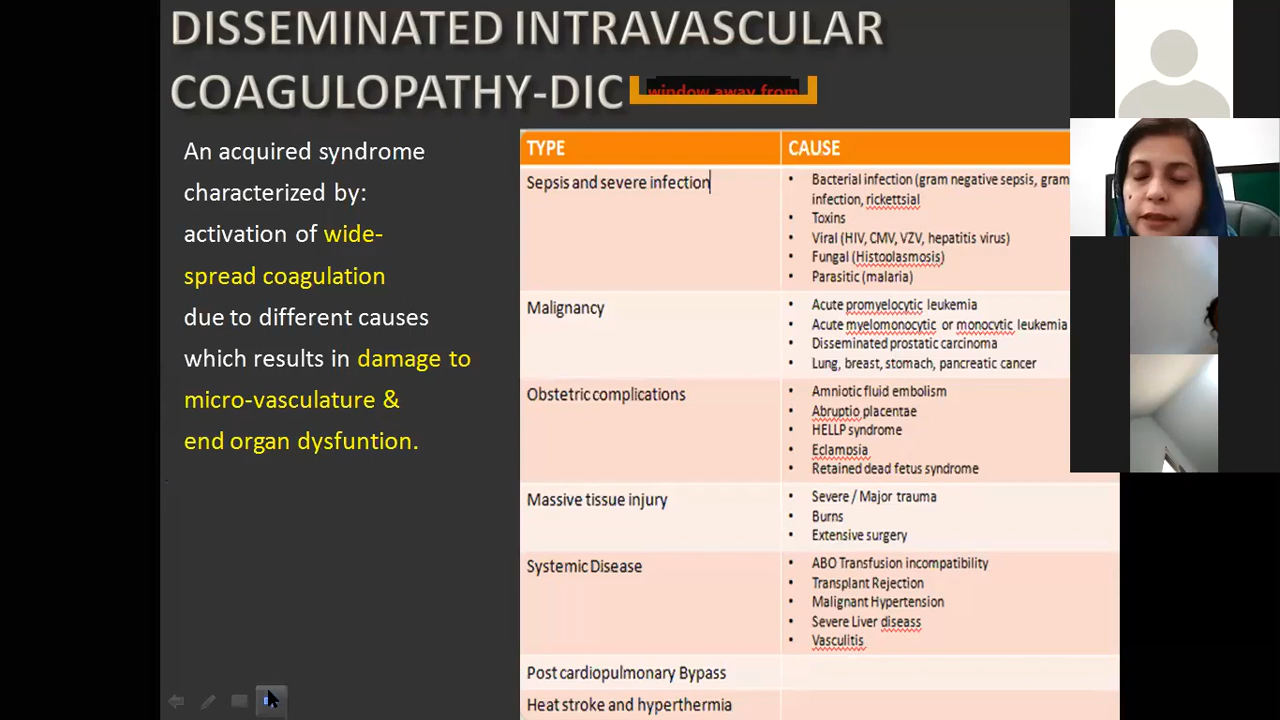 DISSEMINATED INTRAVASCULAR
COAGULOPATHY-DIC
window away from
An acquired syndrome
characterized by:
activation of wide-
spread coagulation
due to different causes
which results in damage to
micro-vasculature &
end organ dysfuntion.
TYPE
CAUSE
Sepsis and severe infection
• Bacterial infection (gram negative sepsis, gram
infection, rickettsial
• Toxins
• Viral (HIV, CMV, VZV, hepatitis virus)
• Fungal (Histoolasmosis)
• Parasitic (malaria)
Malignancy
• Acute promyelocytic leukemia
• Acute myelomonocytic or monocytic leukemia
• Disseminated prostatic carcinoma
• Lung, breast, stomach, pancreatic cancer
Obstetric complications
• Amniotic fluid embolism
• Abruptio placentae
• HELLP syndrome
• Eclampsia
• Retained dead fetus syndrome
Massive tissue injury
• Severe / Major trauma
• Burns
• Extensive surgery
Systemic Disease
• ABO Transfusion incompatibility
• Transplant Rejection
• Malignant Hypertension
• Severe Liver diseass
• Vasculitis
Post cardiopulmonary Bypass
Heat stroke and hyperthermia